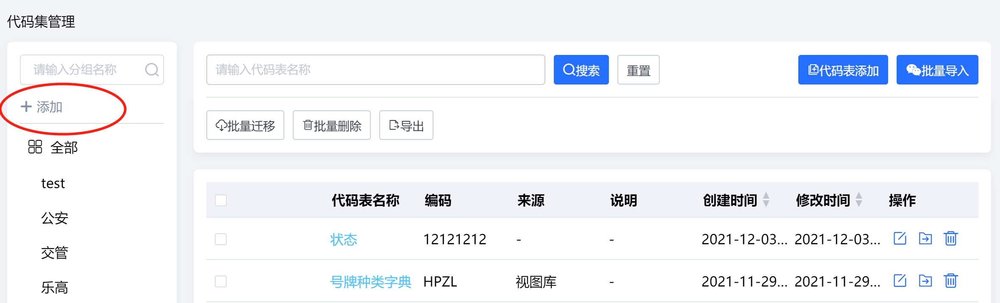 代码集管理
请输入分组名称
添加
全部
test
公安
交管
乐高
请输入代码表名称 搜索 重置 代码表添加 批量导入
批量迁移 批量删除 导出
代码表名称 编码 来源 说明 创建时间 修改时间 操作
状态 12121212 - - 2021-12-03... 2021-12-03...
号牌种类字典 HPZL 视图库 - 2021-11-29... 2021-11-29...